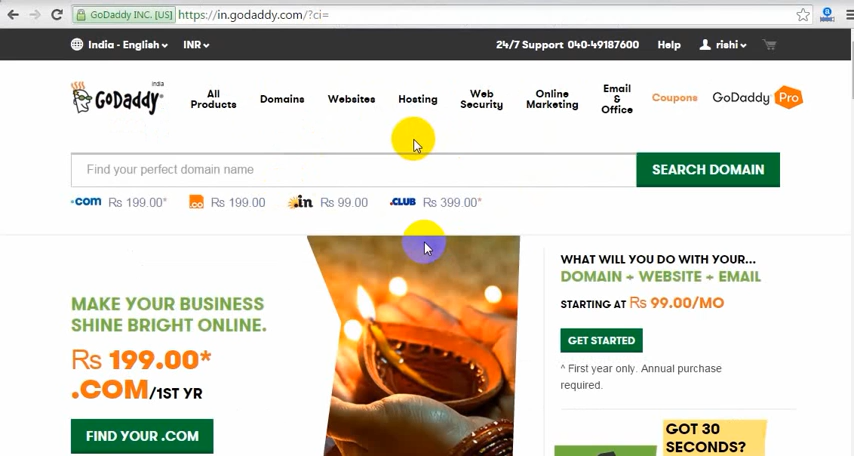 GoDaddy INC. [US]
https://in.godaddy.com/?ci=
India - English
INR
24/7 Support 040-49187600
Help
rishi
India
GoDaddy
All
Products
Domains
Websites
Hosting
Web
Security
Online
Marketing
Email
&
Office
Coupons
GoDaddy Pro
Find your perfect domain name
SEARCH DOMAIN
.com Rs 199.00*
Rs 199.00
.in Rs 99.00
.CLUB Rs 399.00*
MAKE YOUR BUSINESS
SHINE BRIGHT ONLINE.
Rs 199.00*
.COM/1ST YR
FIND YOUR .COM
WHAT WILL YOU DO WITH YOUR...
DOMAIN + WEBSITE + EMAIL
STARTING AT Rs 99.00/MO
GET STARTED
^ First year only. Annual purchase
required.
GOT 30
SECONDS?